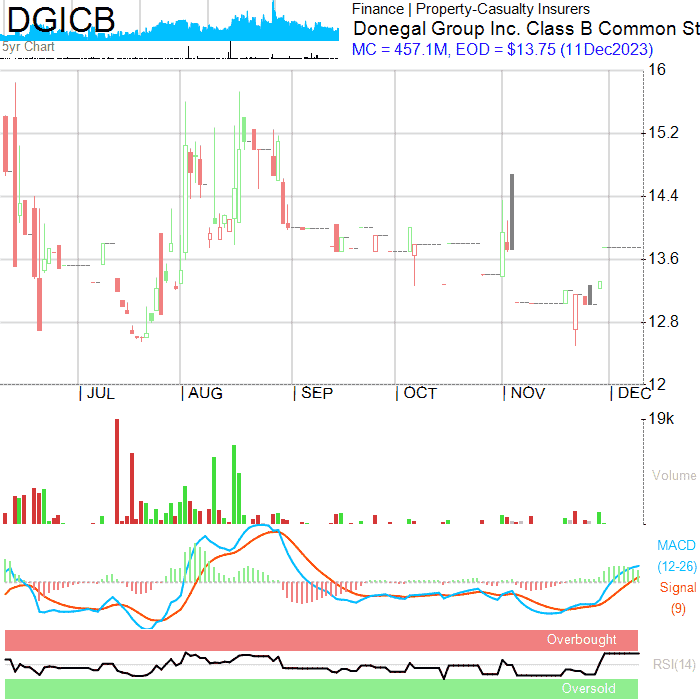 DGICB
Finance | Property-Casualty Insurers
Donegal Group Inc. Class B Common St
MC = 457.1M, EOD = $13.75 (11Dec2023)
5yr Chart
16
15.2
14.4
13.6
12.8
12
| JUL | AUG | SEP | OCT | NOV | DEC
19k
Volume
MACD
(12-26)
Signal
(9)
Overbought
RSI(14)
Oversold